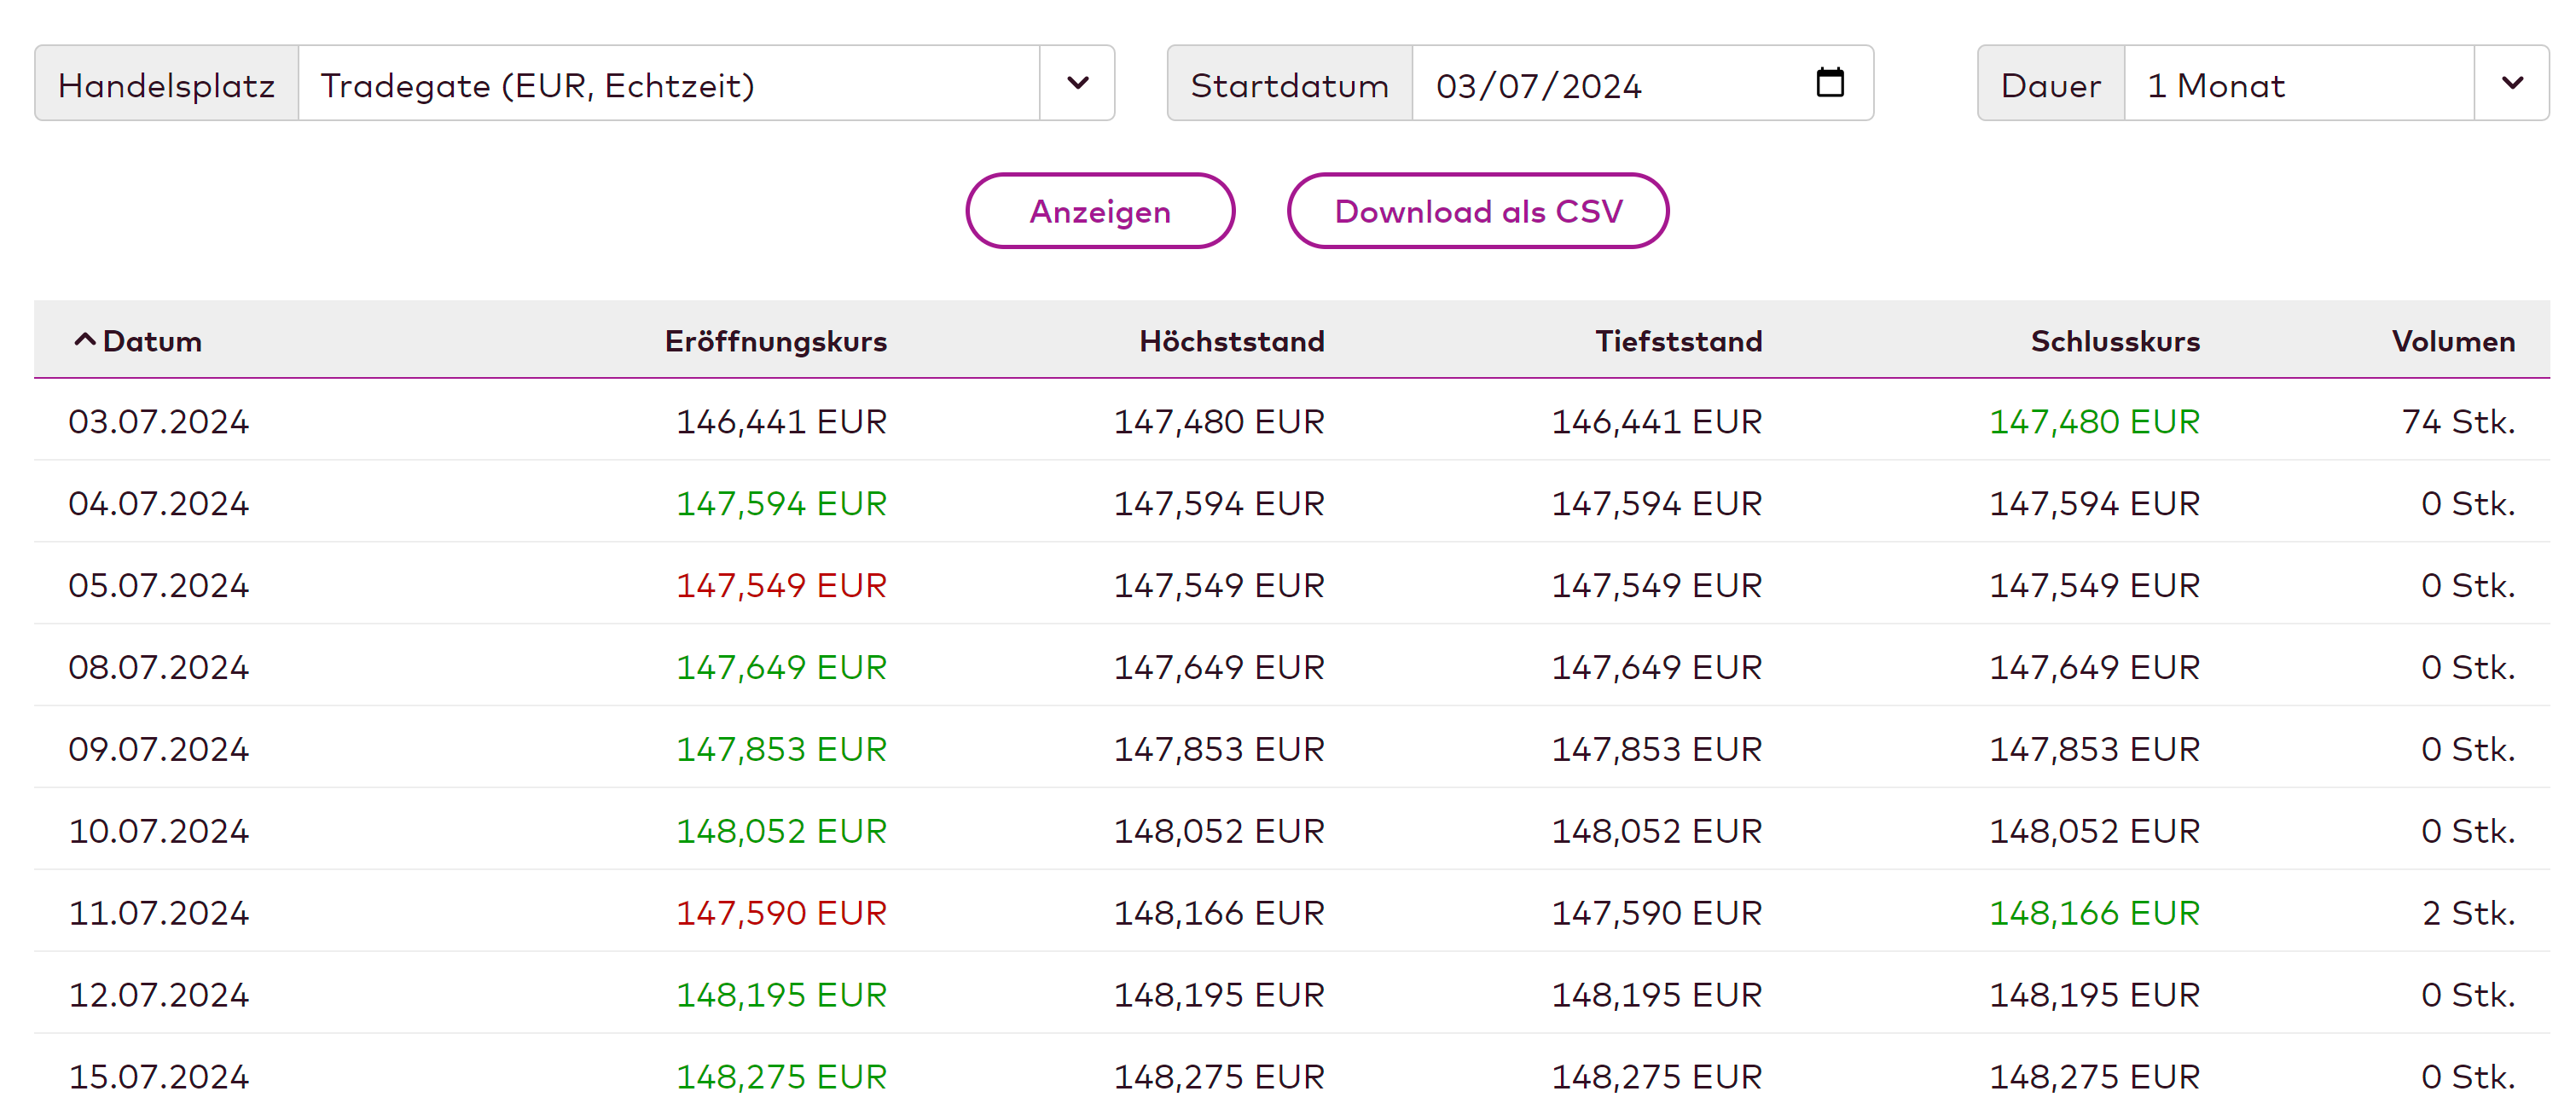 Handelsplatz Tradegate (EUR, Echtzeit) Startdatum 03/07/2024 Dauer 1 Monat
Anzeigen Download als CSV
Datum Eröffnungskurs Höchststand Tiefststand Schlusskurs Volumen
03.07.2024 146,441 EUR 147,480 EUR 146,441 EUR 147,480 EUR 74 Stk.
04.07.2024 147,594 EUR 147,594 EUR 147,594 EUR 147,594 EUR 0 Stk.
05.07.2024 147,549 EUR 147,549 EUR 147,549 EUR 147,549 EUR 0 Stk.
08.07.2024 147,649 EUR 147,649 EUR 147,649 EUR 147,649 EUR 0 Stk.
09.07.2024 147,853 EUR 147,853 EUR 147,853 EUR 147,853 EUR 0 Stk.
10.07.2024 148,052 EUR 148,052 EUR 148,052 EUR 148,052 EUR 0 Stk.
11.07.2024 147,590 EUR 148,166 EUR 147,590 EUR 148,166 EUR 2 Stk.
12.07.2024 148,195 EUR 148,195 EUR 148,195 EUR 148,195 EUR 0 Stk.
15.07.2024 148,275 EUR 148,275 EUR 148,275 EUR 148,275 EUR 0 Stk.